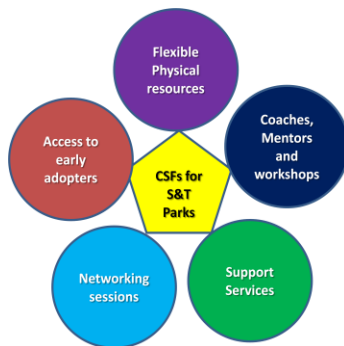 Flexible
Physical
resources
Coaches,
Mentors
and
workshops
Access to
early
adopters
CSFs for
S&T
Parks
Networking
sessions
Support
Services